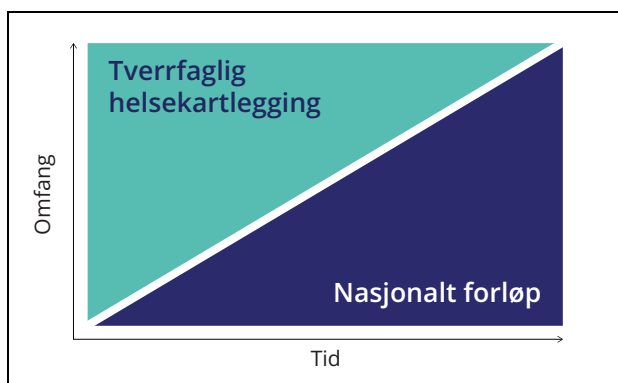 Tverrfaglig
helsekartlegging
Omfang
Nasjonalt forløp
Tid